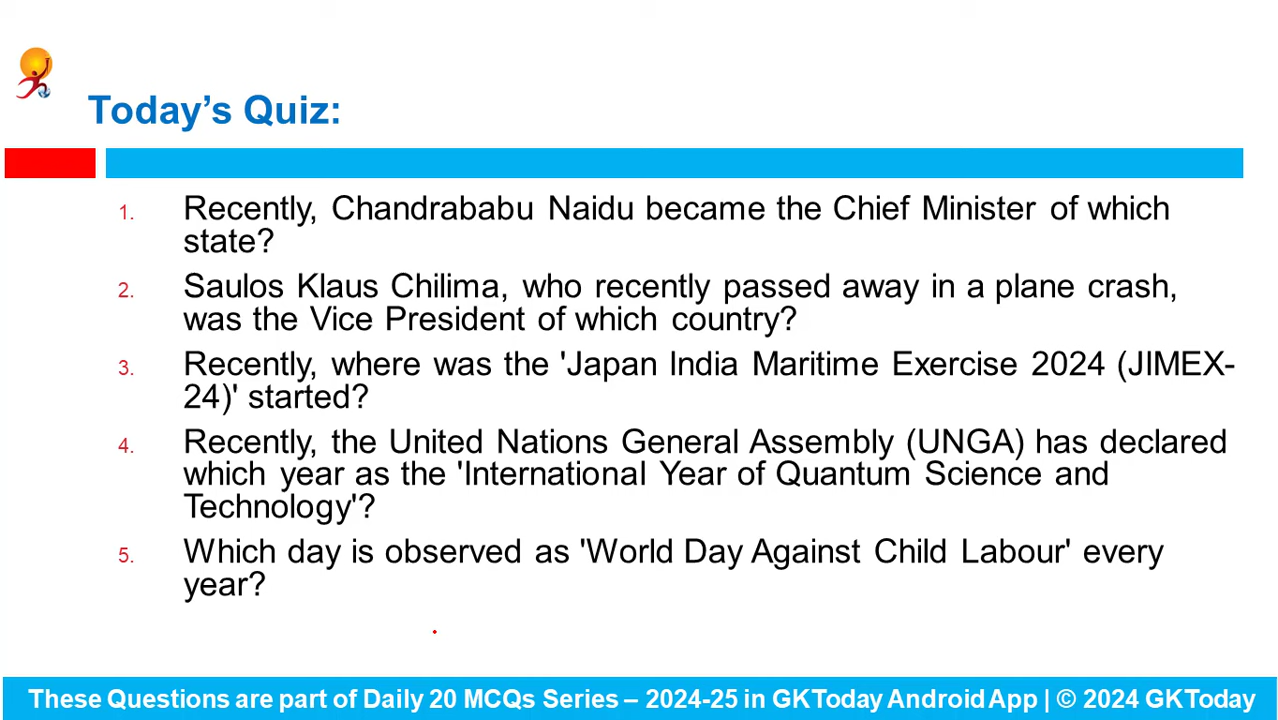 Today’s Quiz:
1. Recently, Chandrababu Naidu became the Chief Minister of which
state?
2. Saulos Klaus Chilima, who recently passed away in a plane crash,
was the Vice President of which country?
3. Recently, where was the 'Japan India Maritime Exercise 2024 (JIMEX-
24)' started?
4. Recently, the United Nations General Assembly (UNGA) has declared
which year as the 'International Year of Quantum Science and
Technology'?
5. Which day is observed as 'World Day Against Child Labour' every
year?
These Questions are part of Daily 20 MCQs Series – 2024-25 in GKToday Android App | © 2024 GKToday